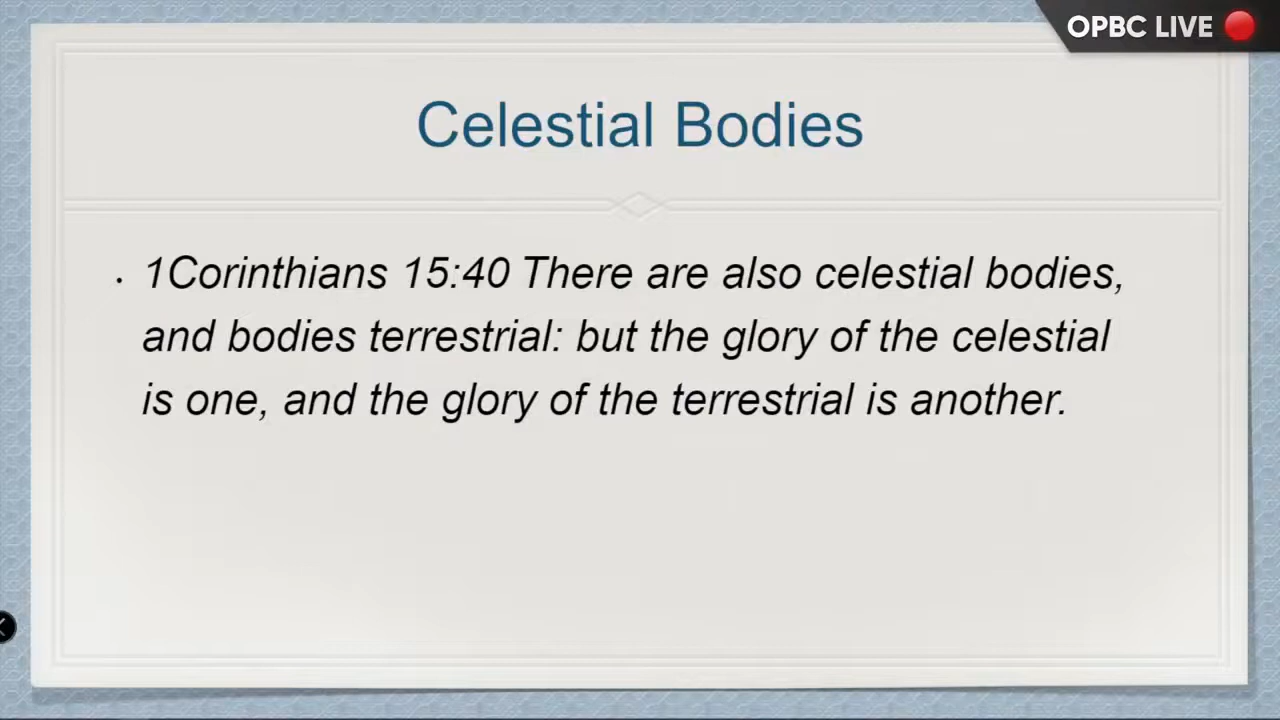 OPBC LIVE
Celestial Bodies
• 1Corinthians 15:40 There are also celestial bodies,
and bodies terrestrial: but the glory of the celestial
is one, and the glory of the terrestrial is another.